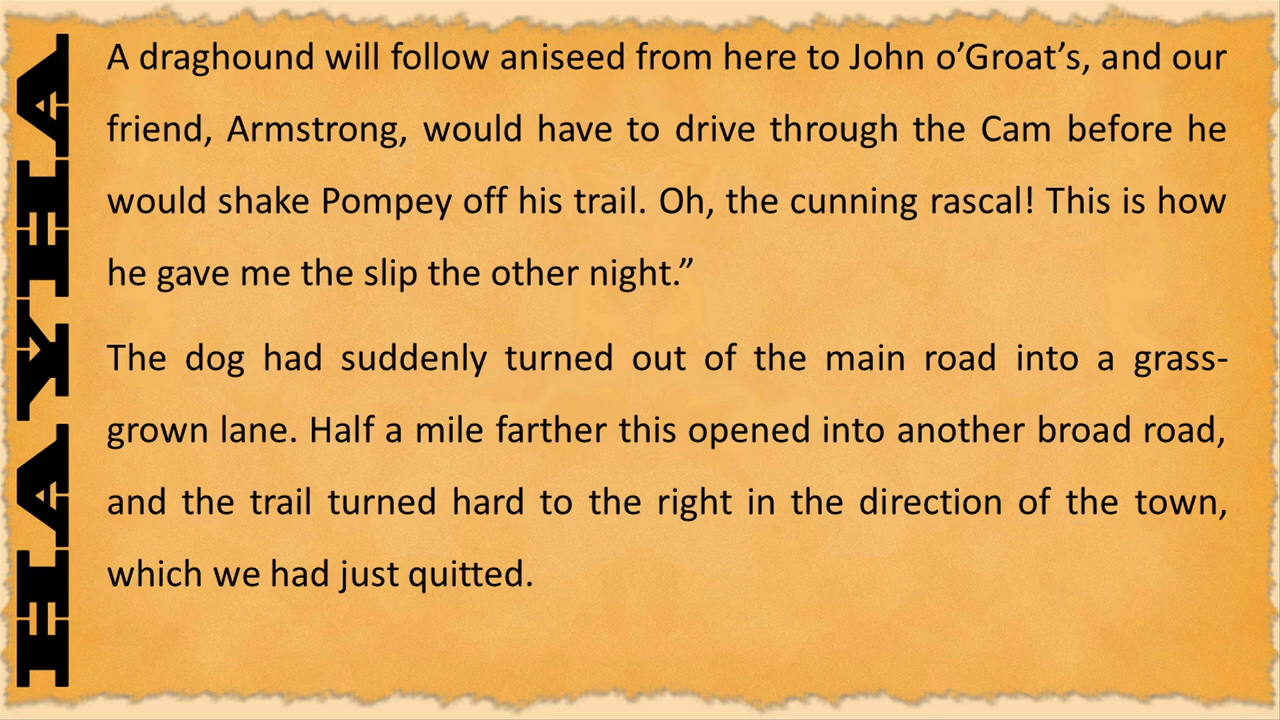 A draghound will follow aniseed from here to John o’Groat’s, and our
friend, Armstrong, would have to drive through the Cam before he
would shake Pompey off his trail. Oh, the cunning rascal! This is how
he gave me the slip the other night.”
The dog had suddenly turned out of the main road into a grass-
grown lane. Half a mile farther this opened into another broad road,
and the trail turned hard to the right in the direction of the town,
which we had just quitted.
HAYHA